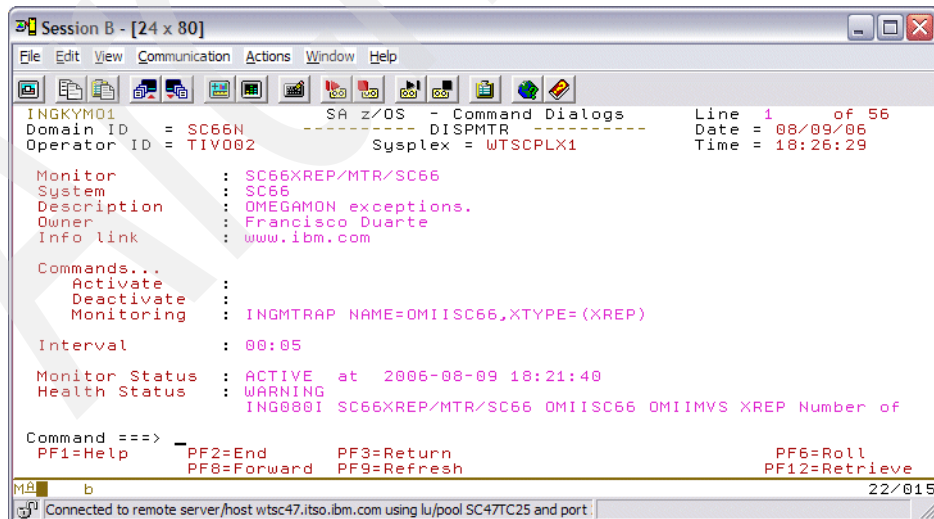 Session B - [24 x 80]
File Edit View Communication Actions Window Help
INGKYM01 SA z/OS - Command Dialogs Line 1 of 56
Domain ID = SC66N ---------- DISPMTR ---------- Date = 08/09/06
Operator ID = TIVO02 Sysplex = WTSCPLX1 Time = 18:26:29
Monitor : SC66XREP/MTR/SC66
System : SC66
Description : OMEGAMON exceptions.
Owner : Francisco Duarte
Info link : www.ibm.com
Commands...
Activate :
Deactivate :
Monitoring : INGMTRAP NAME=OMIISC66,XTYPE=(XREP)
Interval : 00:05
Monitor Status : ACTIVE at 2006-08-09 18:21:40
Health Status : WARNING
ING080I SC66XREP/MTR/SC66 OMIISC66 OMIIMVS XREP Number of
Command ===> _
PF1=Help PF2=End PF3=Return PF6=Roll
PF8=Forward PF9=Refresh PF12=Retrieve
MA b 22/015
Connected to remote server/host wtsc47.itso.ibm.com using lu/pool SC47TC25 and port